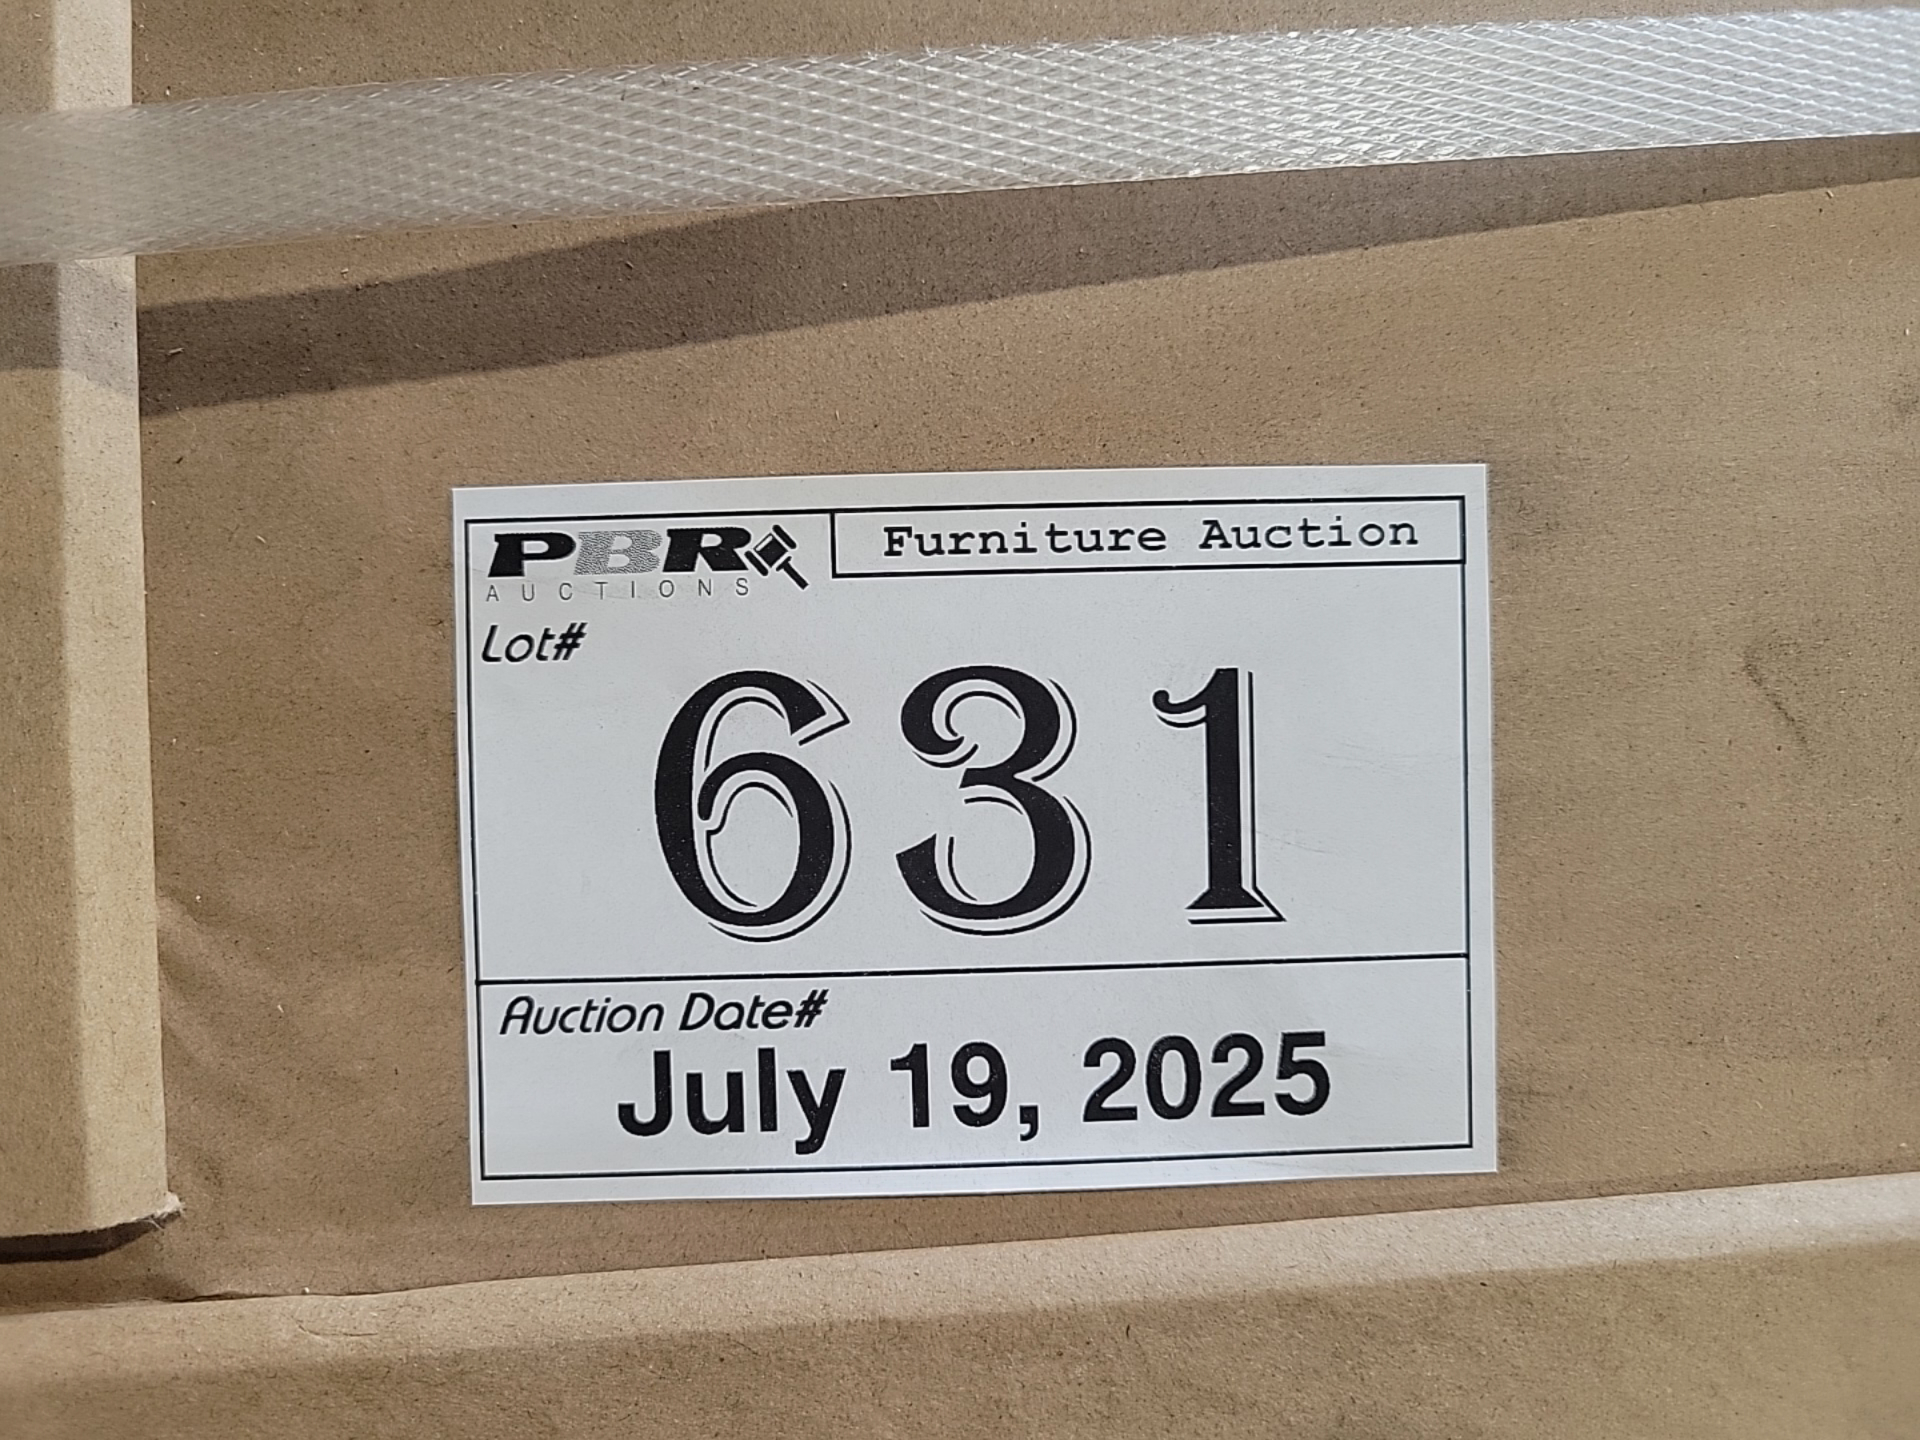 PBR
AUCTIONS
Furniture Auction
Lot#
631
Auction Date#
July 19, 2025